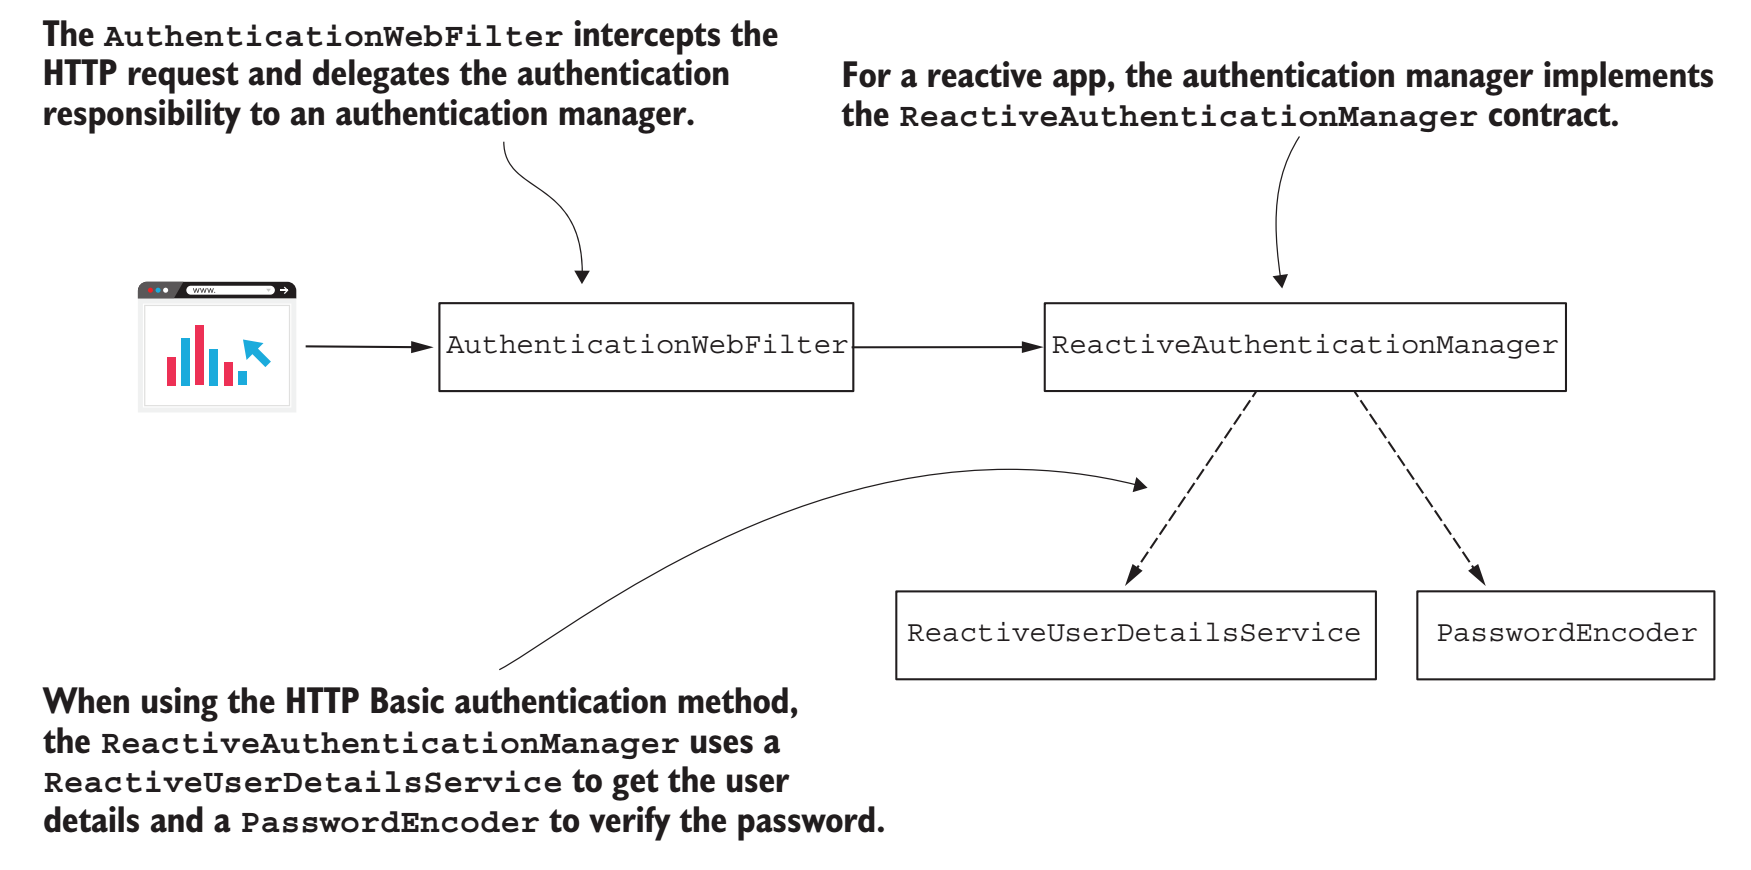 The AuthenticationWebFilter intercepts the
HTTP request and delegates the authentication
responsibility to an authentication manager.
For a reactive app, the authentication manager implements
the ReactiveAuthenticationManager contract.
www.
AuthenticationWebFilter
ReactiveAuthenticationManager
ReactiveUserDetailsService
PasswordEncoder
When using the HTTP Basic authentication method,
the ReactiveAuthenticationManager uses a
ReactiveUserDetailsService to get the user
details and a PasswordEncoder to verify the password.